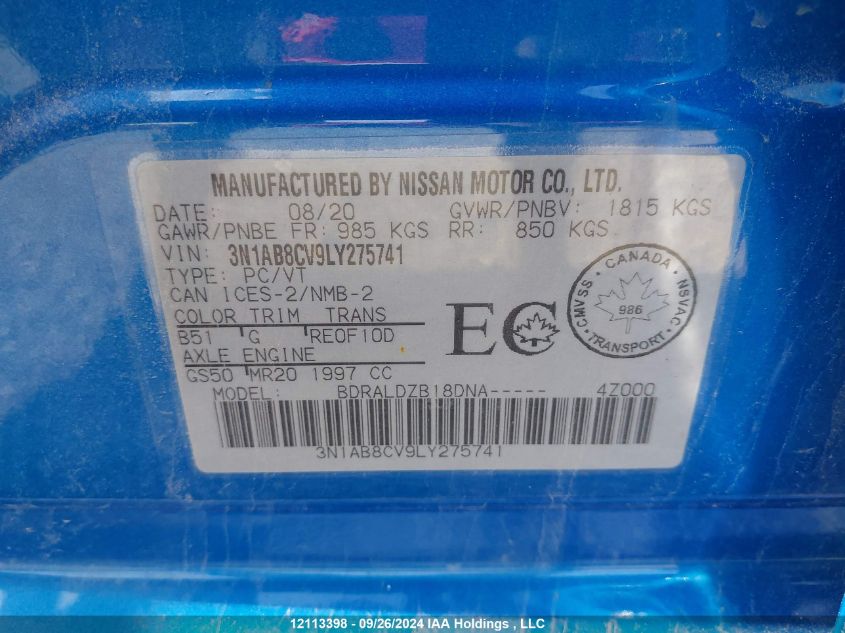 MANUFACTURED BY NISSAN MOTOR CO., LTD.
DATE: 08/20 GVWR/PNBV: 1815 KGS
GAWR/PNBE FR: 985 KGS RR: 850 KGS
VIN: 3N1AB8CV9LY275741
TYPE: PC/VT
CAN ICES-2/NMB-2
COLOR TRIM TRANS
B51 G RE0F10D
AXLE ENGINE
GS50 MR20 1997 CC
MODEL: BDRALDZB18DNA----- 4Z000
3N1AB8CV9LY275741
EC
CANADA
CMVSS
NSVAC
986
TRANSPORT
12113398 - 09/26/2024 IAA Holdings , LLC